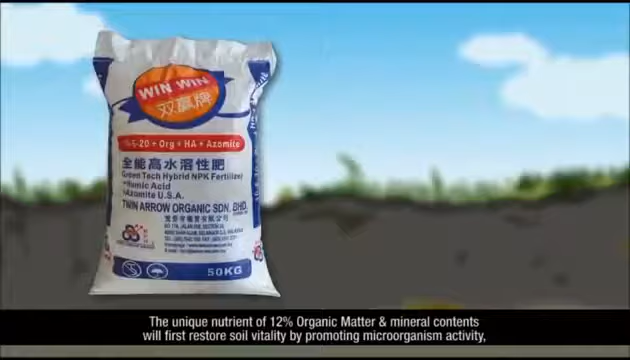 WIN WIN
双赢牌
-6-20 + Org + HA + Azomite
全能高水溶性肥
Green Tech Hybrid NPK Fertilizer
+Humic Acid
+Azomite U.S.A.
TWIN ARROW ORGANIC SDN. BHD.
50KG
The unique nutrient of 12% Organic Matter & mineral contents
will first restore soil vitality by promoting microorganism activity,